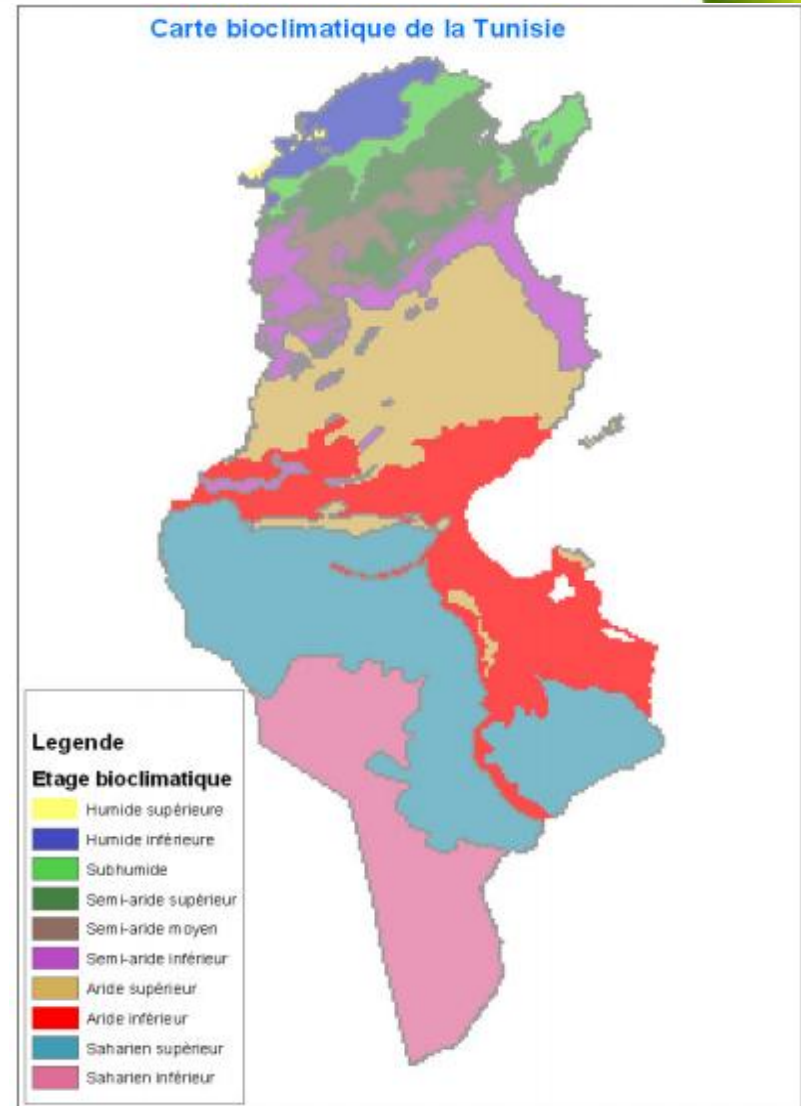 Carte bioclimatique de la Tunisie
Legende
Etage bioclimatique
Humide supérieure
Humide inféreure
Subhumide
Semi-aride supérieur
Semi-aride moyen
Semi-aride inférieur
Aride supérieur
Aride inférieur
Saharien supérieur
Saharien inférieur